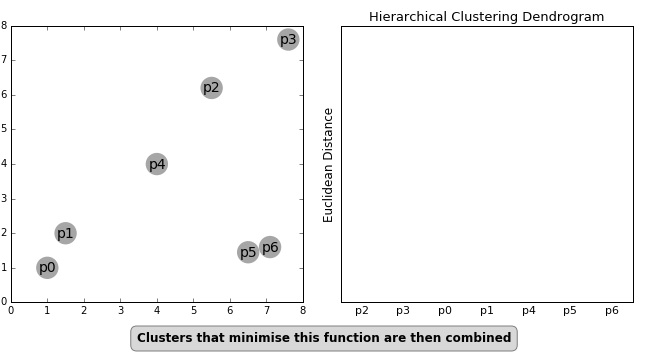 Hierarchical Clustering Dendrogram
8
7
6
5
4
3
2
1
0
p3
p2
p4
p1
p5 p6
p0
Euclidean Distance
0 1 2 3 4 5 6 7 8
p2 p3 p0 p1 p4 p5 p6
Clusters that minimise this function are then combined